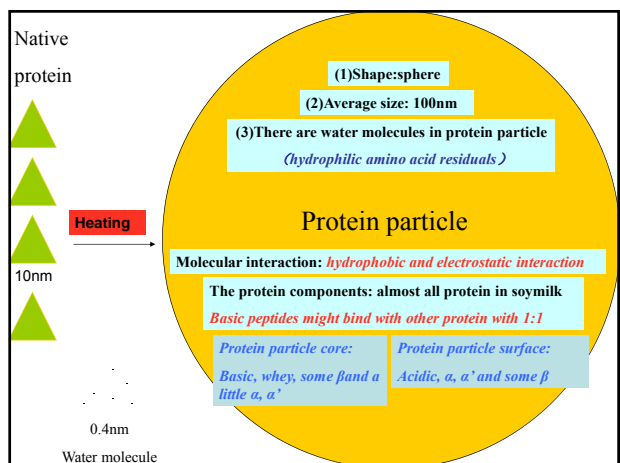 Native
protein
(1)Shape:sphere
(2)Average size: 100nm
(3)There are water molecules in protein particle
（hydrophilic amino acid residuals）
Heating
Protein particle
10nm
Molecular interaction: hydrophobic and electrostatic interaction
The protein components: almost all protein in soymilk
Basic peptides might bind with other protein with 1:1
Protein particle core:
Basic, whey, some βand a
little α, α’
Protein particle surface:
Acidic, α, α’ and some β
0.4nm
Water molecule